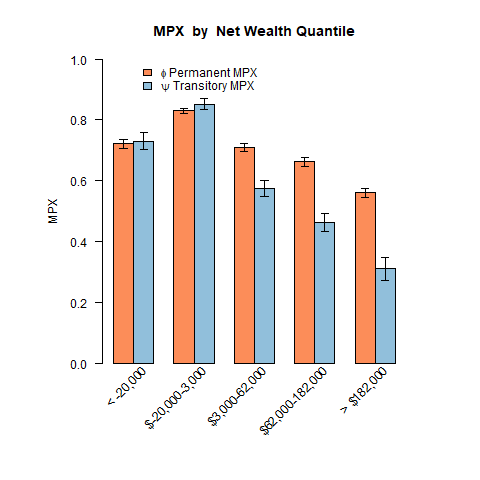 MPX by Net Wealth Quantile
ϕ Permanent MPX
ψ Transitory MPX
MPX
1.0
0.8
0.6
0.4
0.2
0.0
< -20,000
$-20,000-3,000
$3,000-62,000
$62,000-182,000
> $182,000